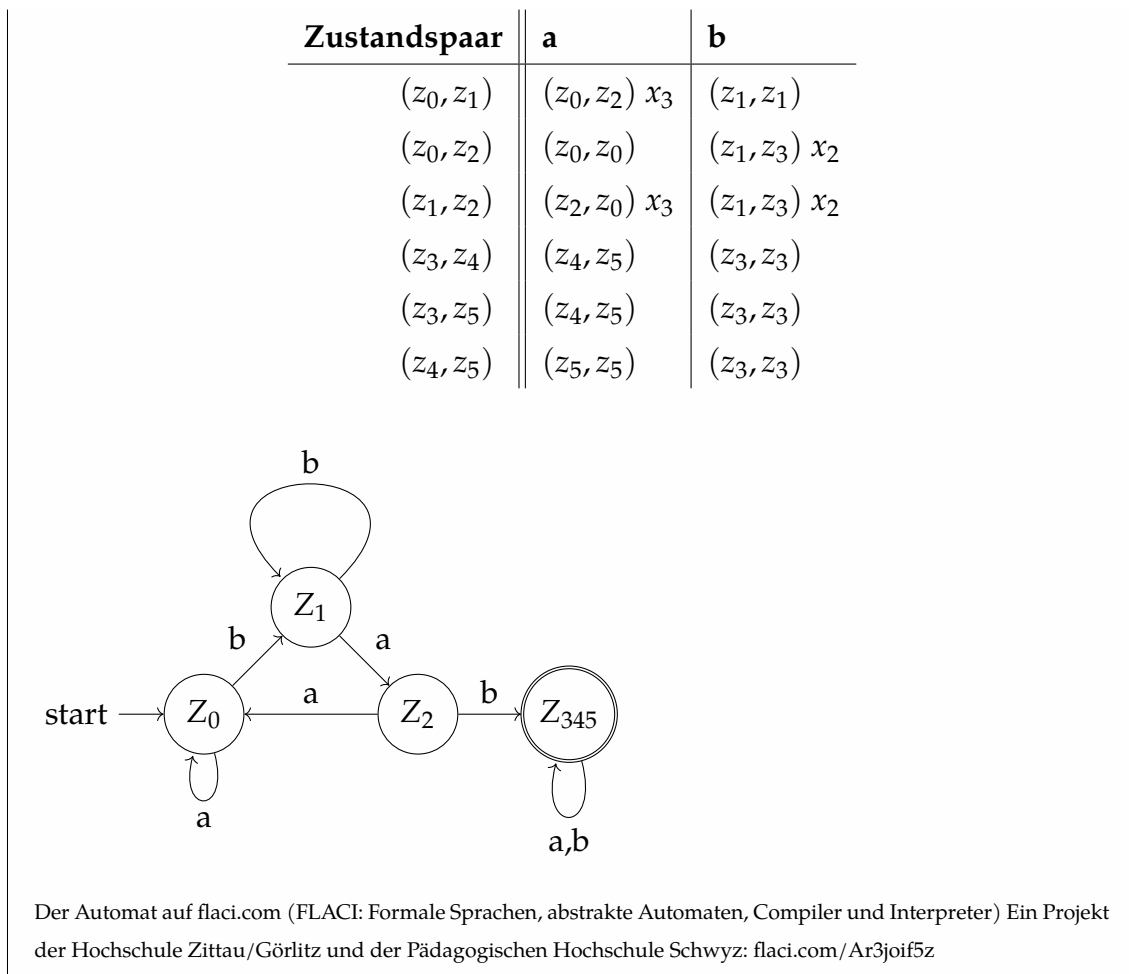 Zustandspaar a b
(z₀, z₁) (z₀, z₂) x₃ (z₁, z₁)
(z₀, z₂) (z₀, z₀) (z₁, z₃) x₂
(z₁, z₂) (z₂, z₀) x₃ (z₁, z₃) x₂
(z₃, z₄) (z₄, z₅) (z₃, z₃)
(z₃, z₅) (z₄, z₅) (z₃, z₃)
(z₄, z₅) (z₅, z₅) (z₃, z₃)
b
Z₁
b a
start Z₀ a Z₂ b Z₃₄₅
a
a,b
Der Automat auf flaci.com (FLACI: Formale Sprachen, abstrakte Automaten, Compiler und Interpreter) Ein Projekt
der Hochschule Zittau/Görlitz und der Pädagogischen Hochschule Schwyz: flaci.com/Ar3joif5z